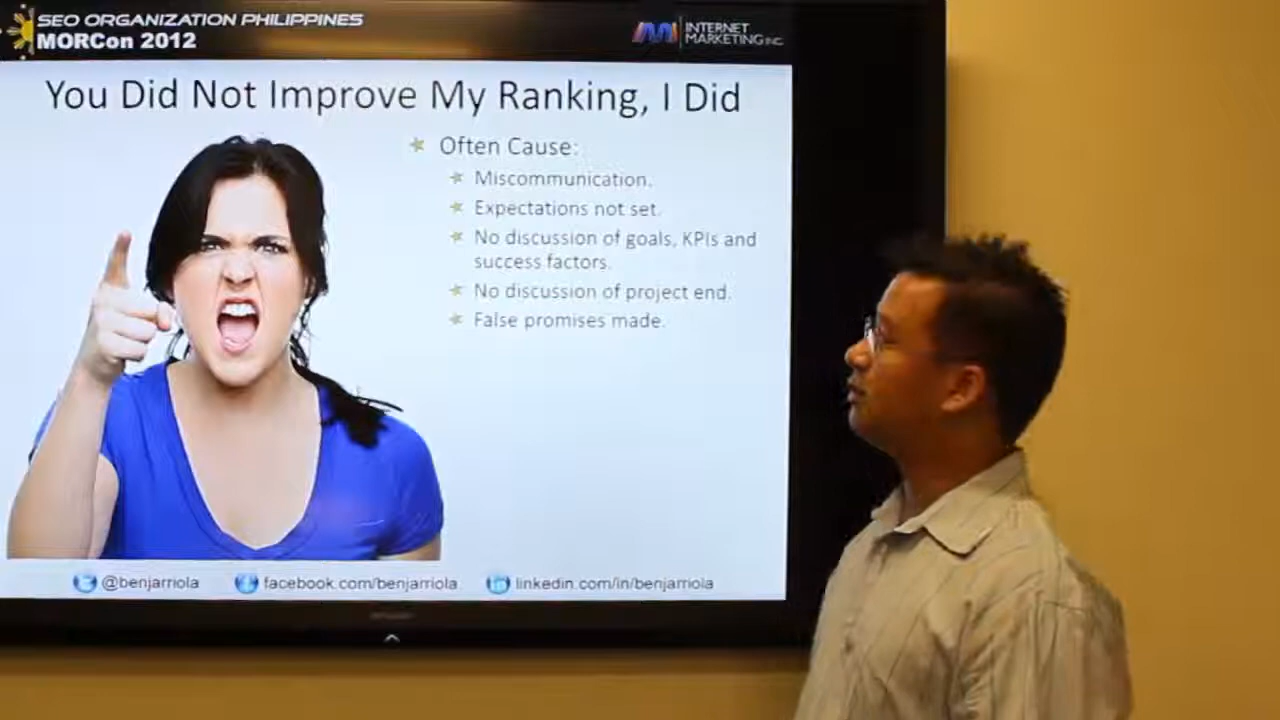 SEO ORGANIZATION PHILIPPINES
MORCon 2012
INTERNET
MARKETING INC.
You Did Not Improve My Ranking, I Did
Often Cause:
Miscommunication.
Expectations not set.
No discussion of goals, KPIs and
success factors.
No discussion of project end.
False promises made.
@benjarriola
facebook.com/benjarriola
linkedin.com/in/benjarriola